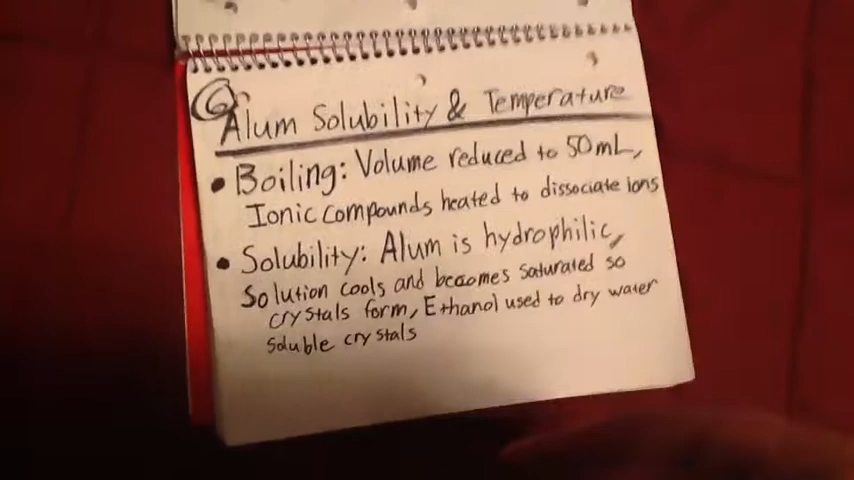 6
Alum Solubility & Temperature
• Boiling: Volume reduced to 50mL,
Ionic compounds heated to dissociate ions
• Solubility: Alum is hydrophilic,
Solution cools and becomes saturated so
crystals form, Ethanol used to dry water
soluble crystals